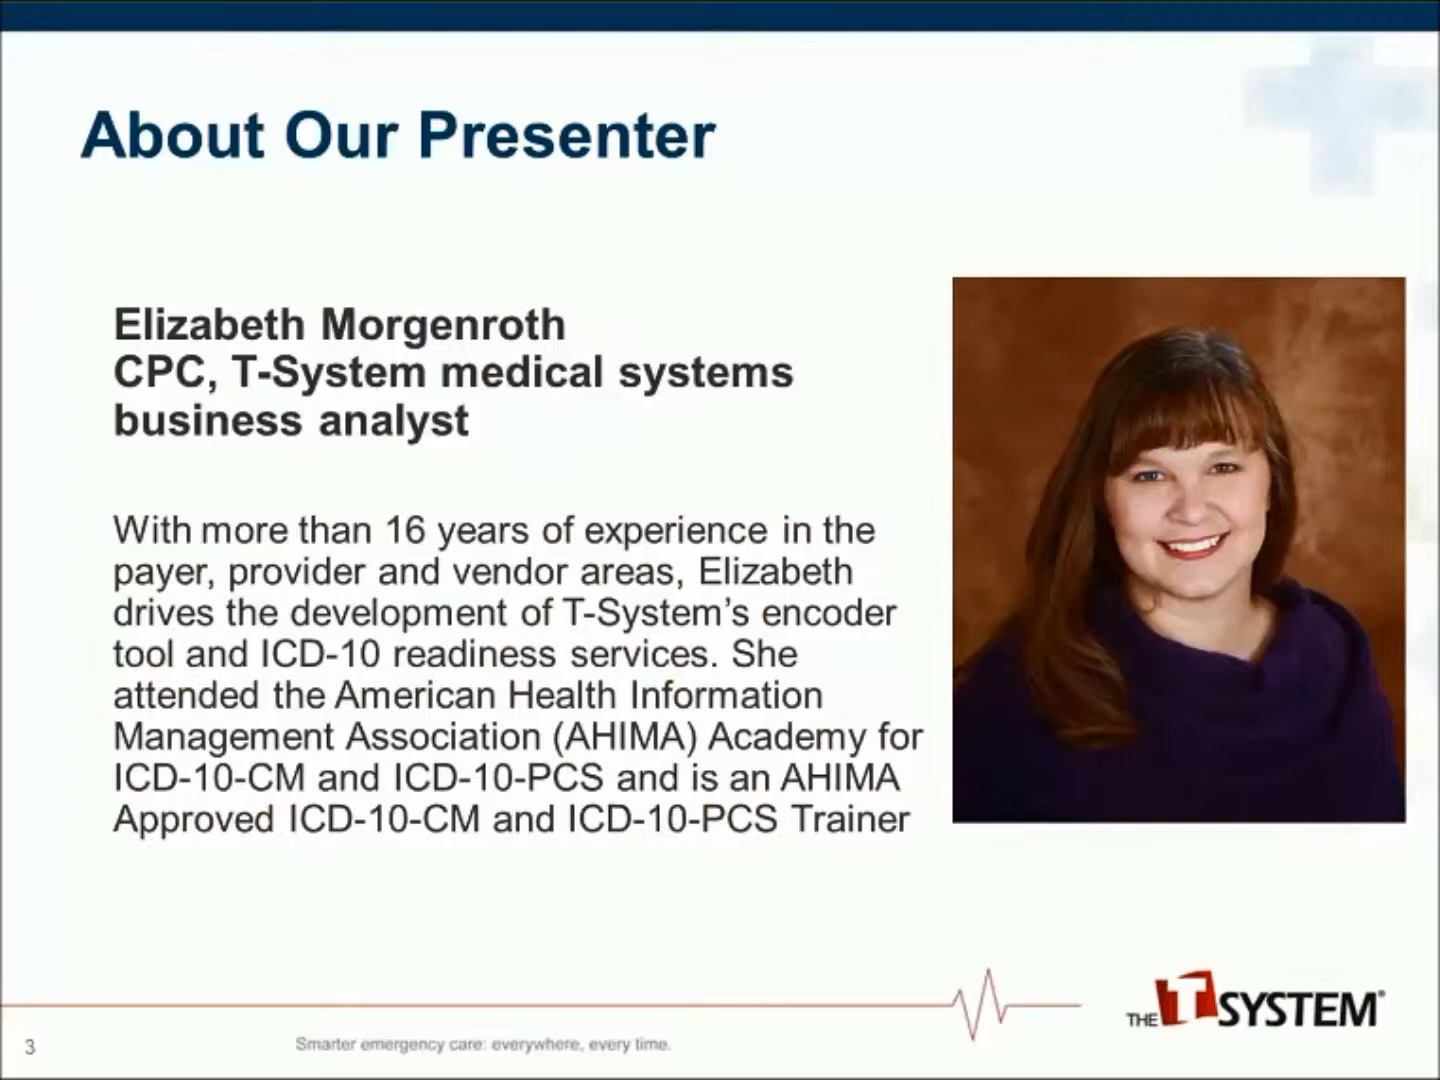 About Our Presenter
Elizabeth Morgenroth
CPC, T-System medical systems
business analyst
With more than 16 years of experience in the
payer, provider and vendor areas, Elizabeth
drives the development of T-System’s encoder
tool and ICD-10 readiness services. She
attended the American Health Information
Management Association (AHIMA) Academy for
ICD-10-CM and ICD-10-PCS and is an AHIMA
Approved ICD-10-CM and ICD-10-PCS Trainer
THE T SYSTEM®
3
Smarter emergency care: everywhere, every time.